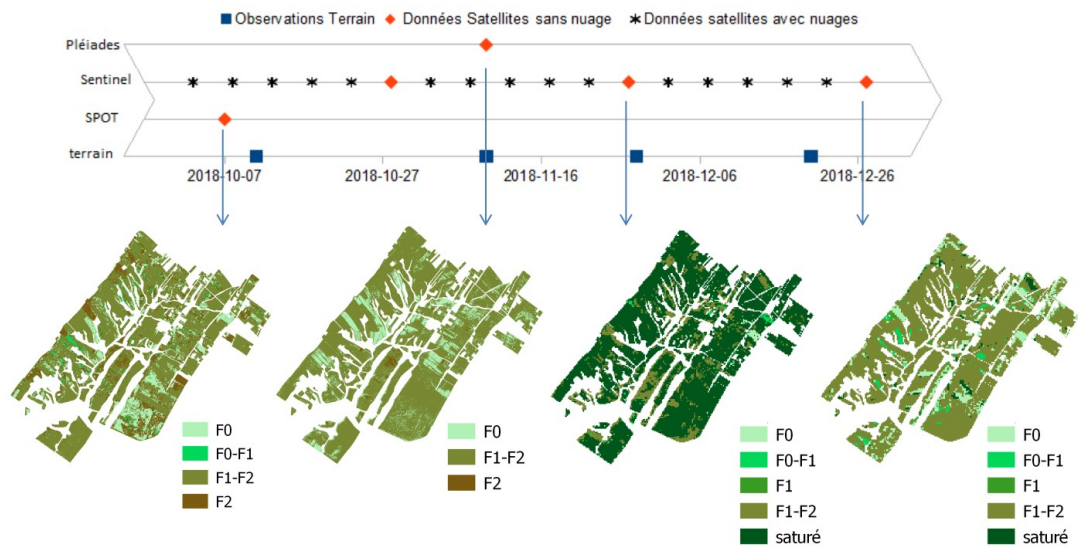 Observations Terrain Données Satellites sans nuage Données satellites avec nuages
Pléiades
Sentinel
SPOT
terrain
2018-10-07 2018-10-27 2018-11-16 2018-12-06 2018-12-26
F0
F0-F1
F1-F2
F2
F0
F1-F2
F2
F0
F0-F1
F1
F1-F2
saturé
F0
F0-F1
F1
F1-F2
saturé